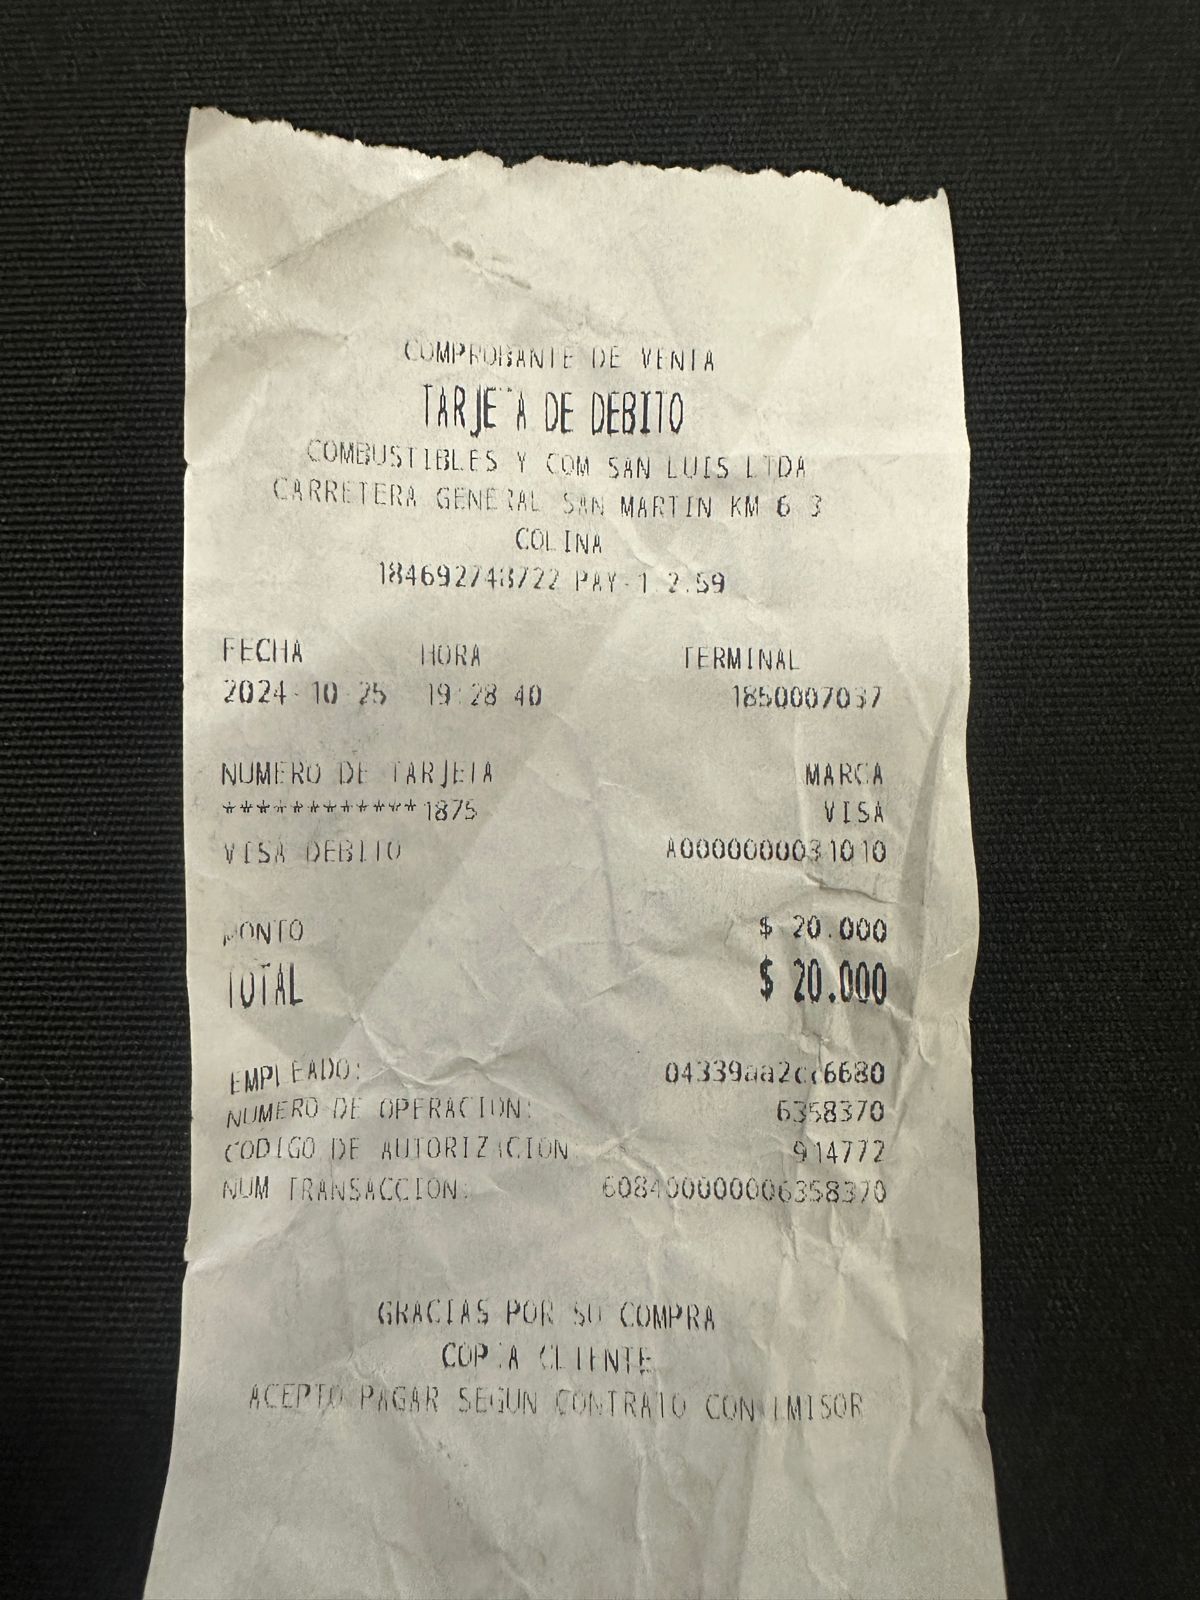 COMPROBANTE DE VENTA
TARJETA DE DEBITO
COMBUSTIBLES Y COM SAN LUIS LTDA
CARRETERA GENERAL SAN MARTIN KM 6 3
COLINA
184692748722 PAY-1.2.59
FECHA HORA TERMINAL
2024-10-25 19:28:40 1850007037
NUMERO DE TARJETA MARCA
************1875 VISA
VISA DEBITO A0000000031010
MONTO $ 20.000
TOTAL $ 20.000
EMPLEADO: 04339aa2cc6680
NUMERO DE OPERACION: 6358370
CODIGO DE AUTORIZACION: 914772
NUM TRANSACCION: 608400000006358370
GRACIAS POR SU COMPRA
COPIA CLIENTE
ACEPTO PAGAR SEGUN CONTRATO CON EMISOR